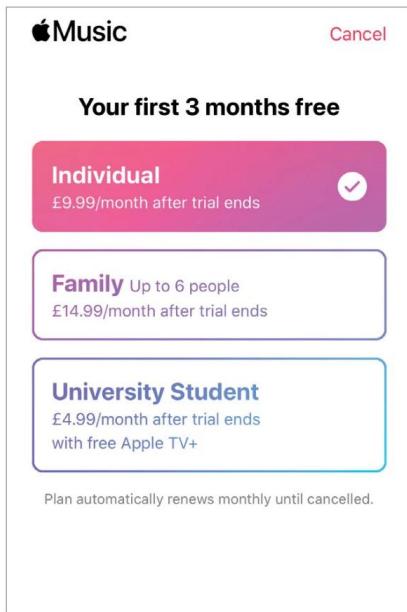 Music
Cancel
Your first 3 months free
Individual
£9.99/month after trial ends
Family Up to 6 people
£14.99/month after trial ends
University Student
£4.99/month after trial ends
with free Apple TV+
Plan automatically renews monthly until cancelled.